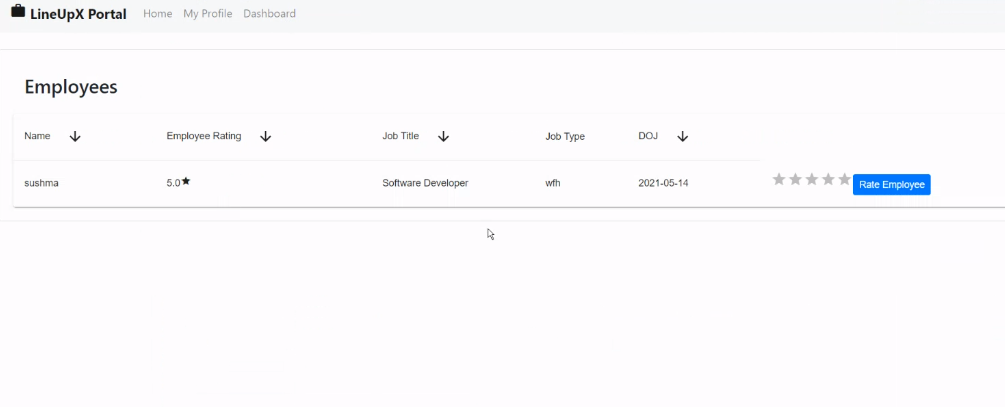 LineUpX Portal Home My Profile Dashboard
Employees
Name Employee Rating Job Title Job Type DOJ
sushma 5.0 Software Developer wfh 2021-05-14 Rate Employee